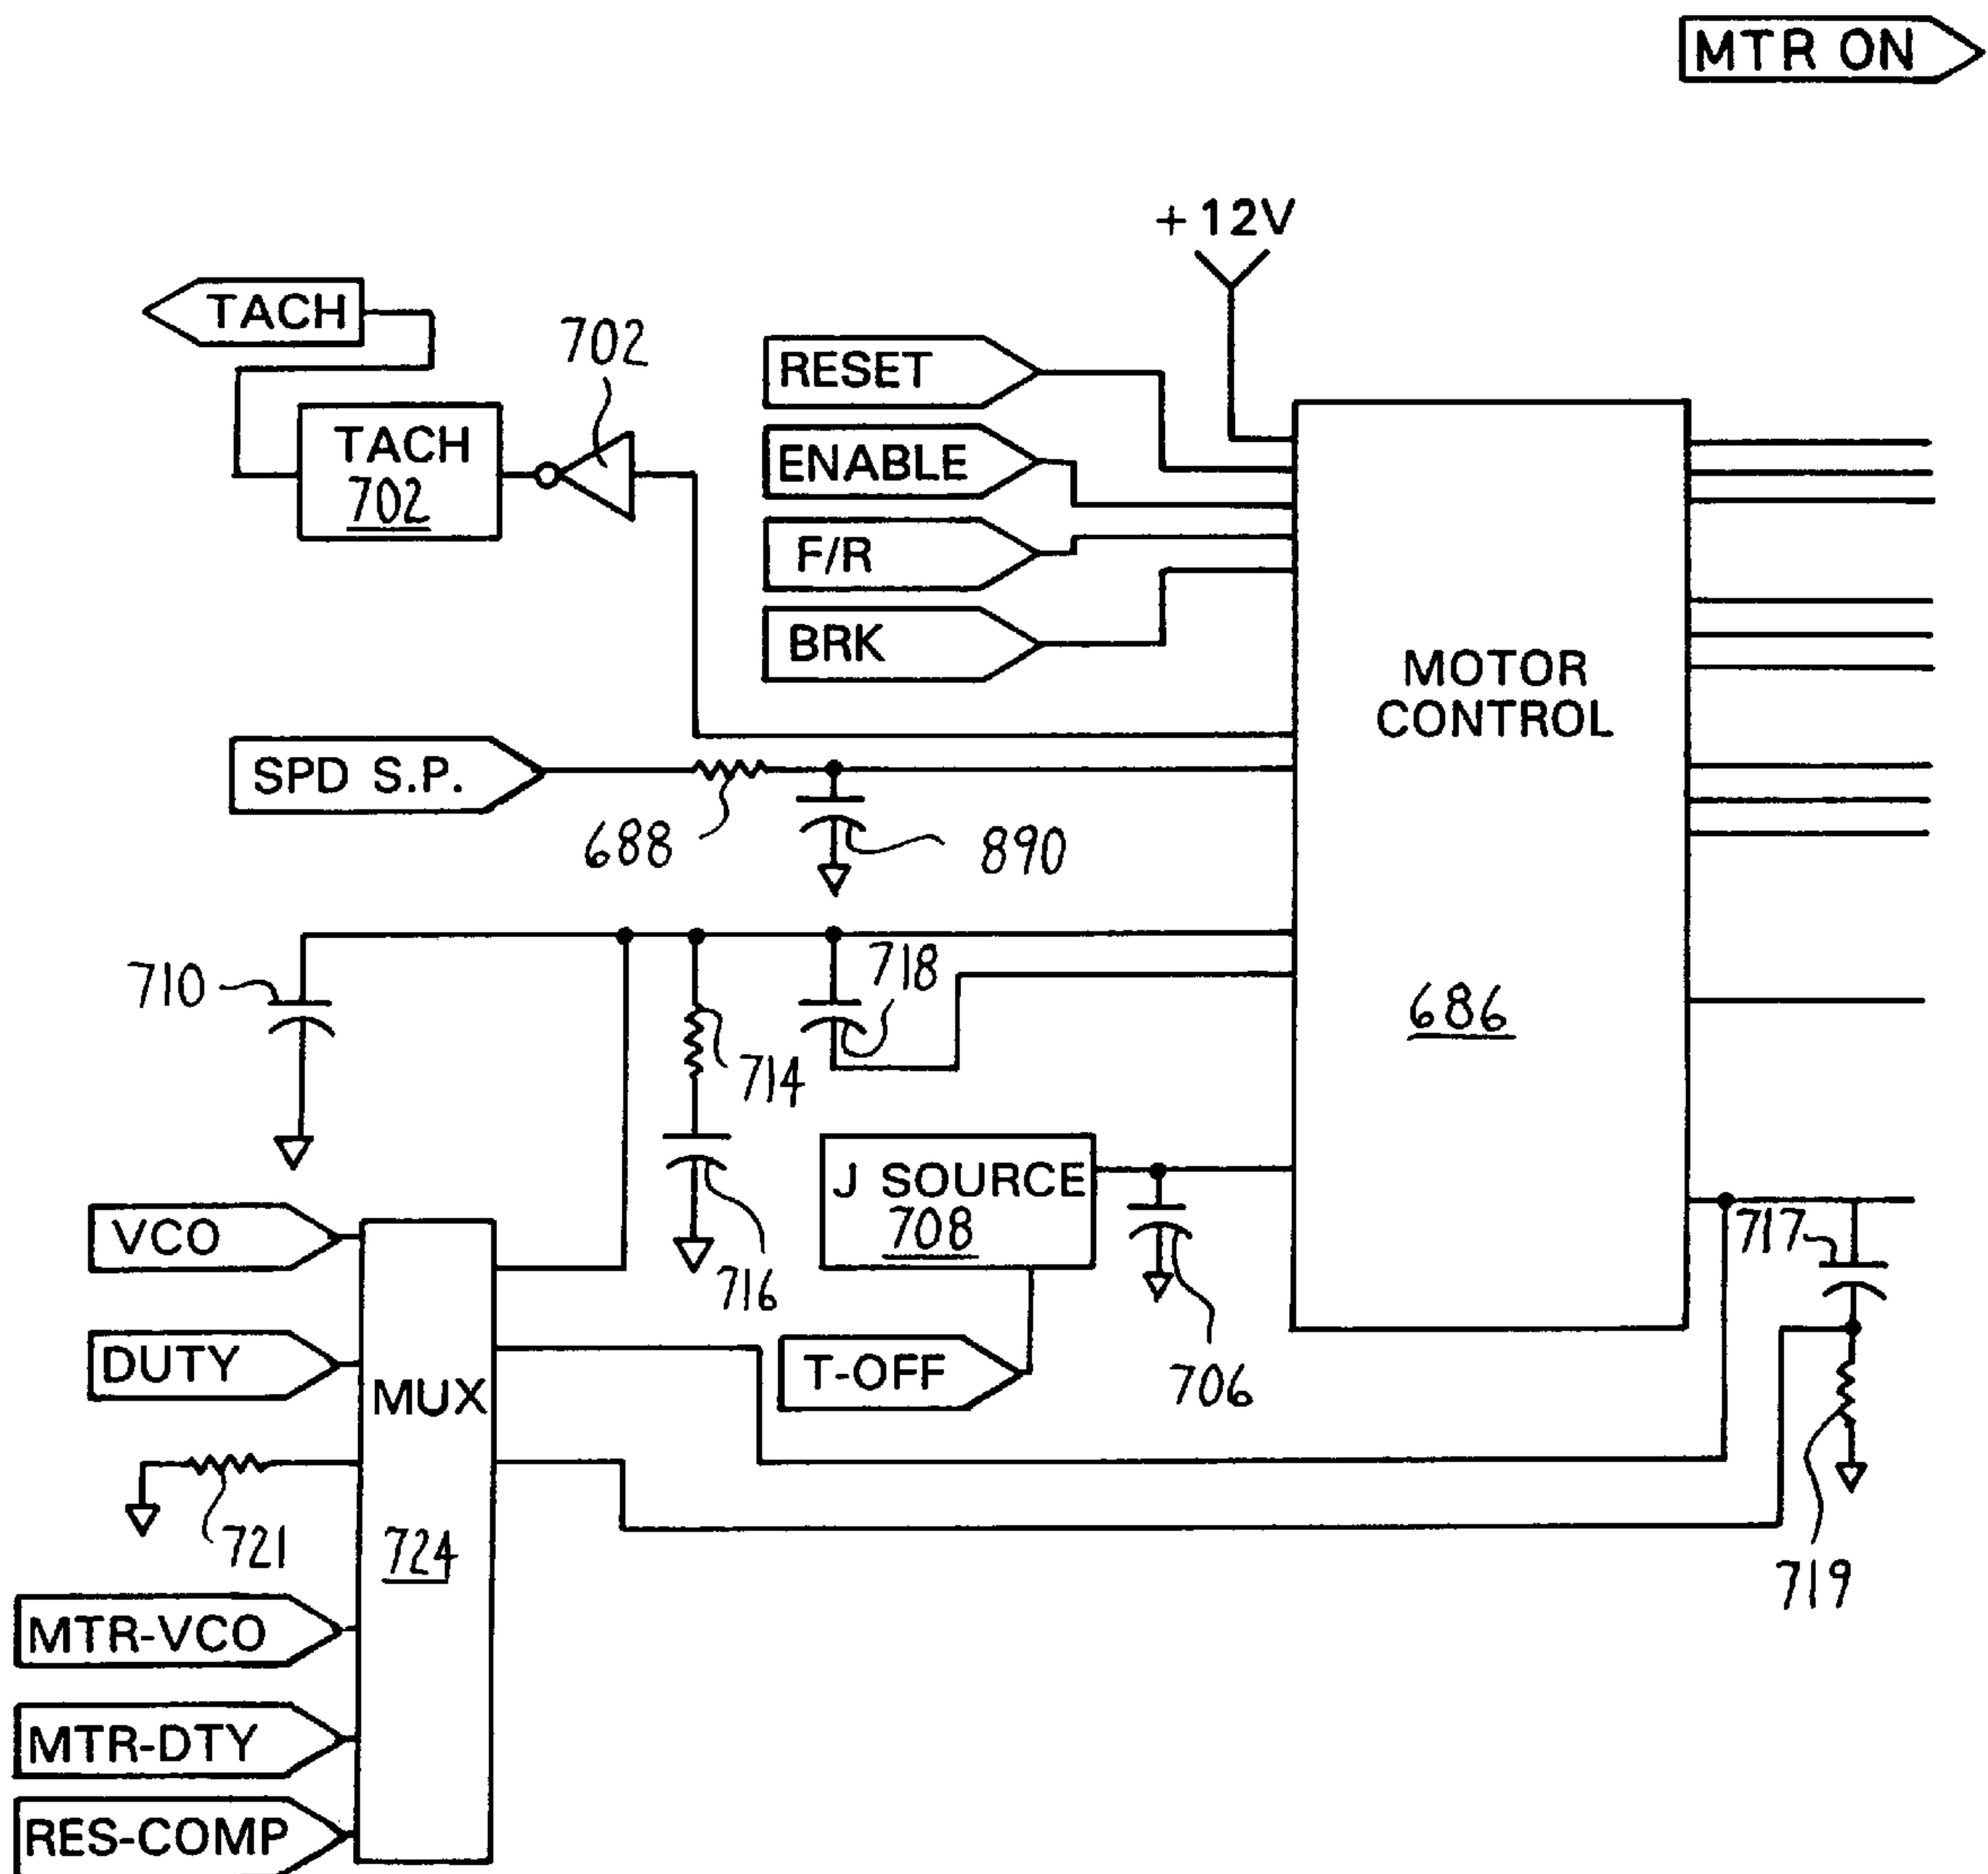 MTR ON
+12V
TACH
702
RESET
TACH
702
ENABLE
F/R
BRK
MOTOR
CONTROL
SPD S.P.
688
890
710
718
686
714
J SOURCE
708
VCO
716
717
DUTY
T-OFF
706
MUX
721
724
719
MTR-VCO
MTR-DTY
RES-COMP